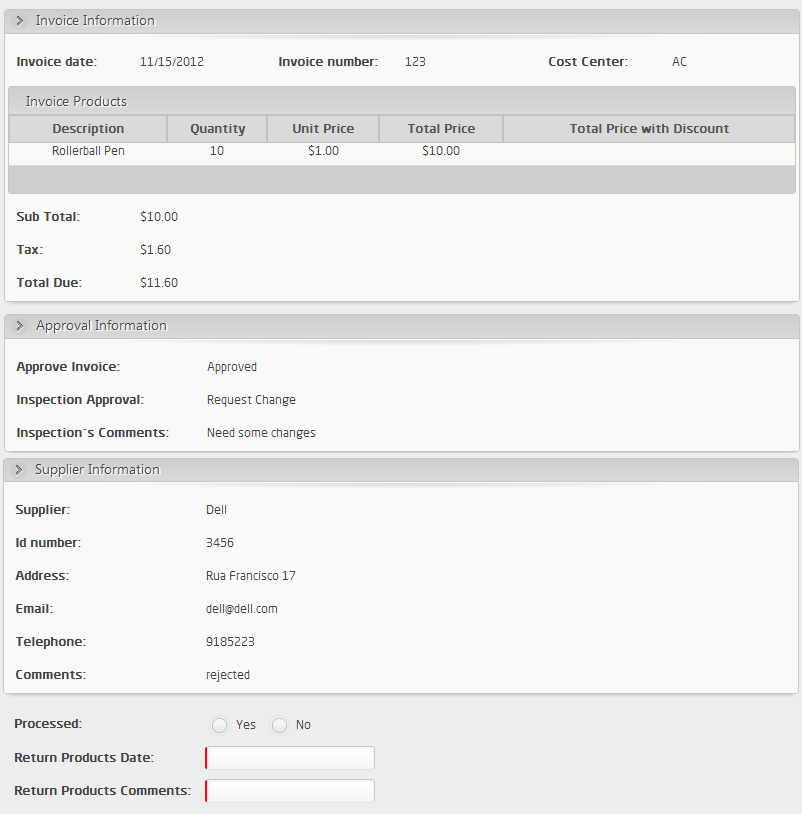 Invoice Information
Invoice date: 11/15/2012 Invoice number: 123 Cost Center: AC
Invoice Products
Description Quantity Unit Price Total Price Total Price with Discount
Rollerball Pen 10 $1.00 $10.00
Sub Total: $10.00
Tax: $1.60
Total Due: $11.60
Approval Information
Approve Invoice: Approved
Inspection Approval: Request Change
Inspection´s Comments: Need some changes
Supplier Information
Supplier: Dell
Id number: 3456
Address: Rua Francisco 17
Email: dell@dell.com
Telephone: 9185223
Comments: rejected
Processed: Yes No
Return Products Date:
Return Products Comments: